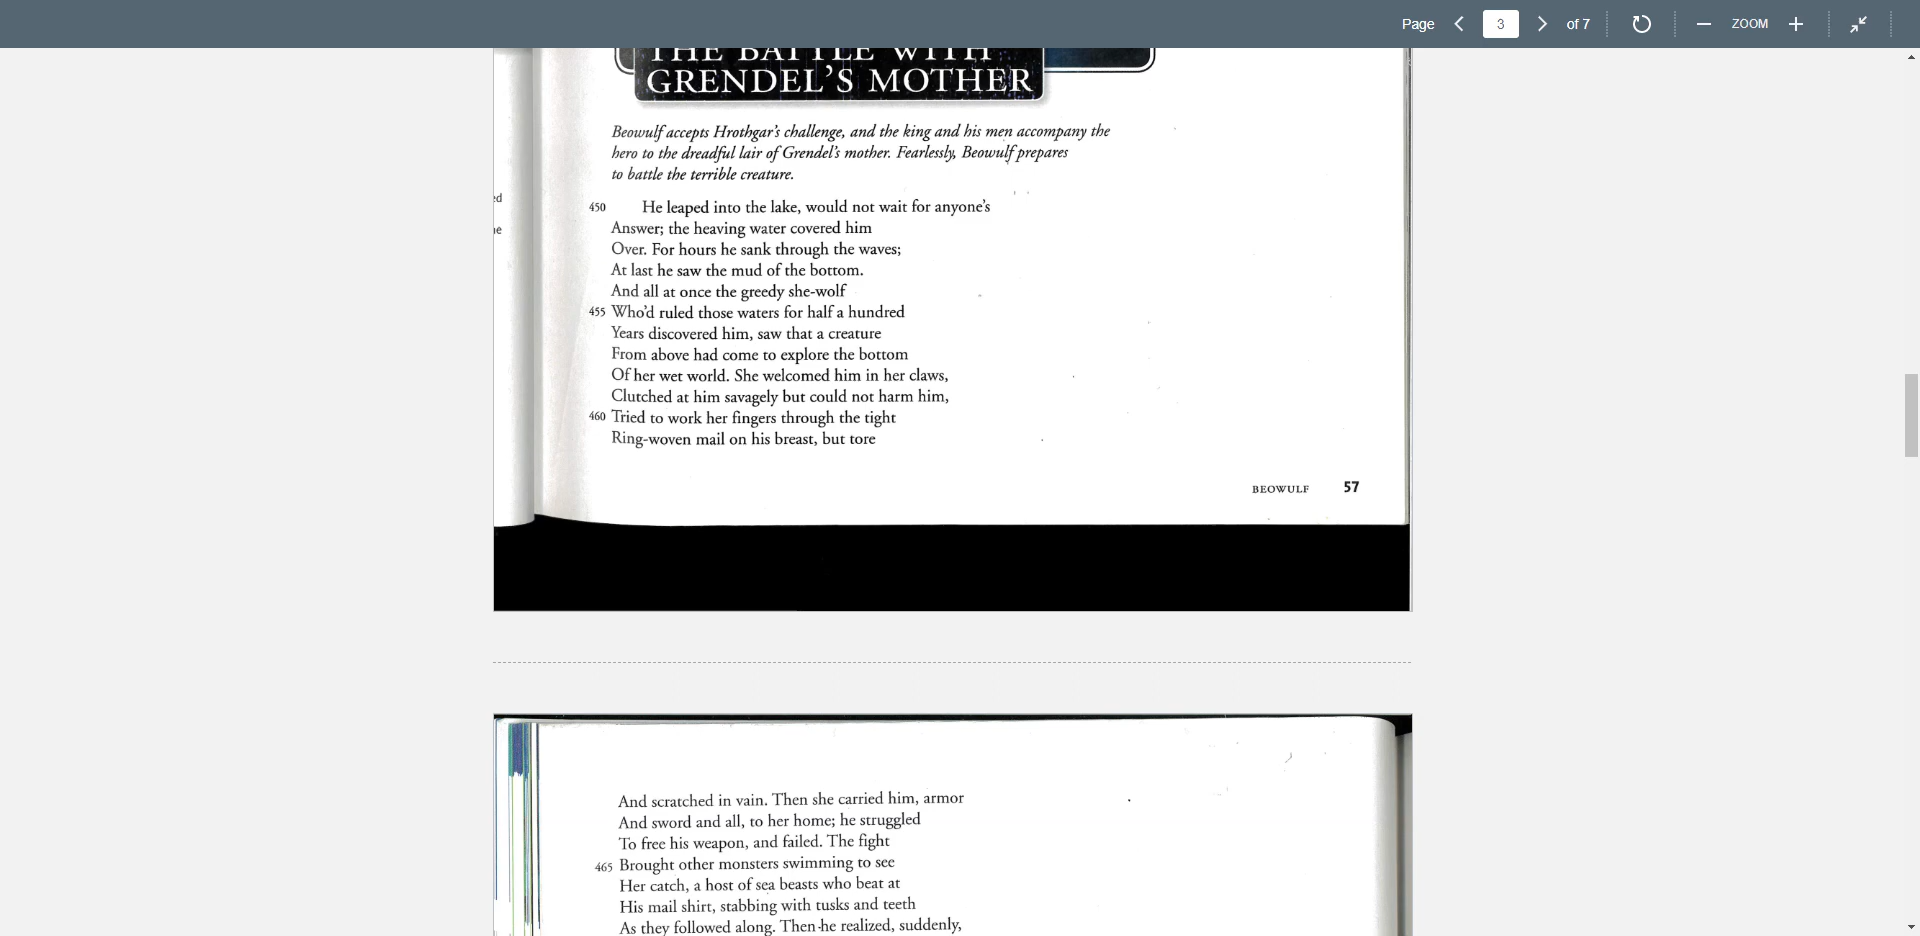 Page
3
of 7
ZOOM
THE BATTLE WITH
GRENDEL'S MOTHER
Beowulf accepts Hrothgar's challenge, and the king and his men accompany the
hero to the dreadful lair of Grendel's mother. Fearlessly, Beowulf prepares
to battle the terrible creature.
450 He leaped into the lake, would not wait for anyone's
Answer; the heaving water covered him
Over. For hours he sank through the waves;
At last he saw the mud of the bottom.
And all at once the greedy she-wolf
455 Who'd ruled those waters for half a hundred
Years discovered him, saw that a creature
From above had come to explore the bottom
Of her wet world. She welcomed him in her claws,
Clutched at him savagely but could not harm him,
460 Tried to work her fingers through the tight
Ring-woven mail on his breast, but tore
BEOWULF 57
And scratched in vain. Then she carried him, armor
And sword and all, to her home; he struggled
To free his weapon, and failed. The fight
465 Brought other monsters swimming to see
Her catch, a host of sea beasts who beat at
His mail shirt, stabbing with tusks and teeth
As they followed along. Then he realized, suddenly,